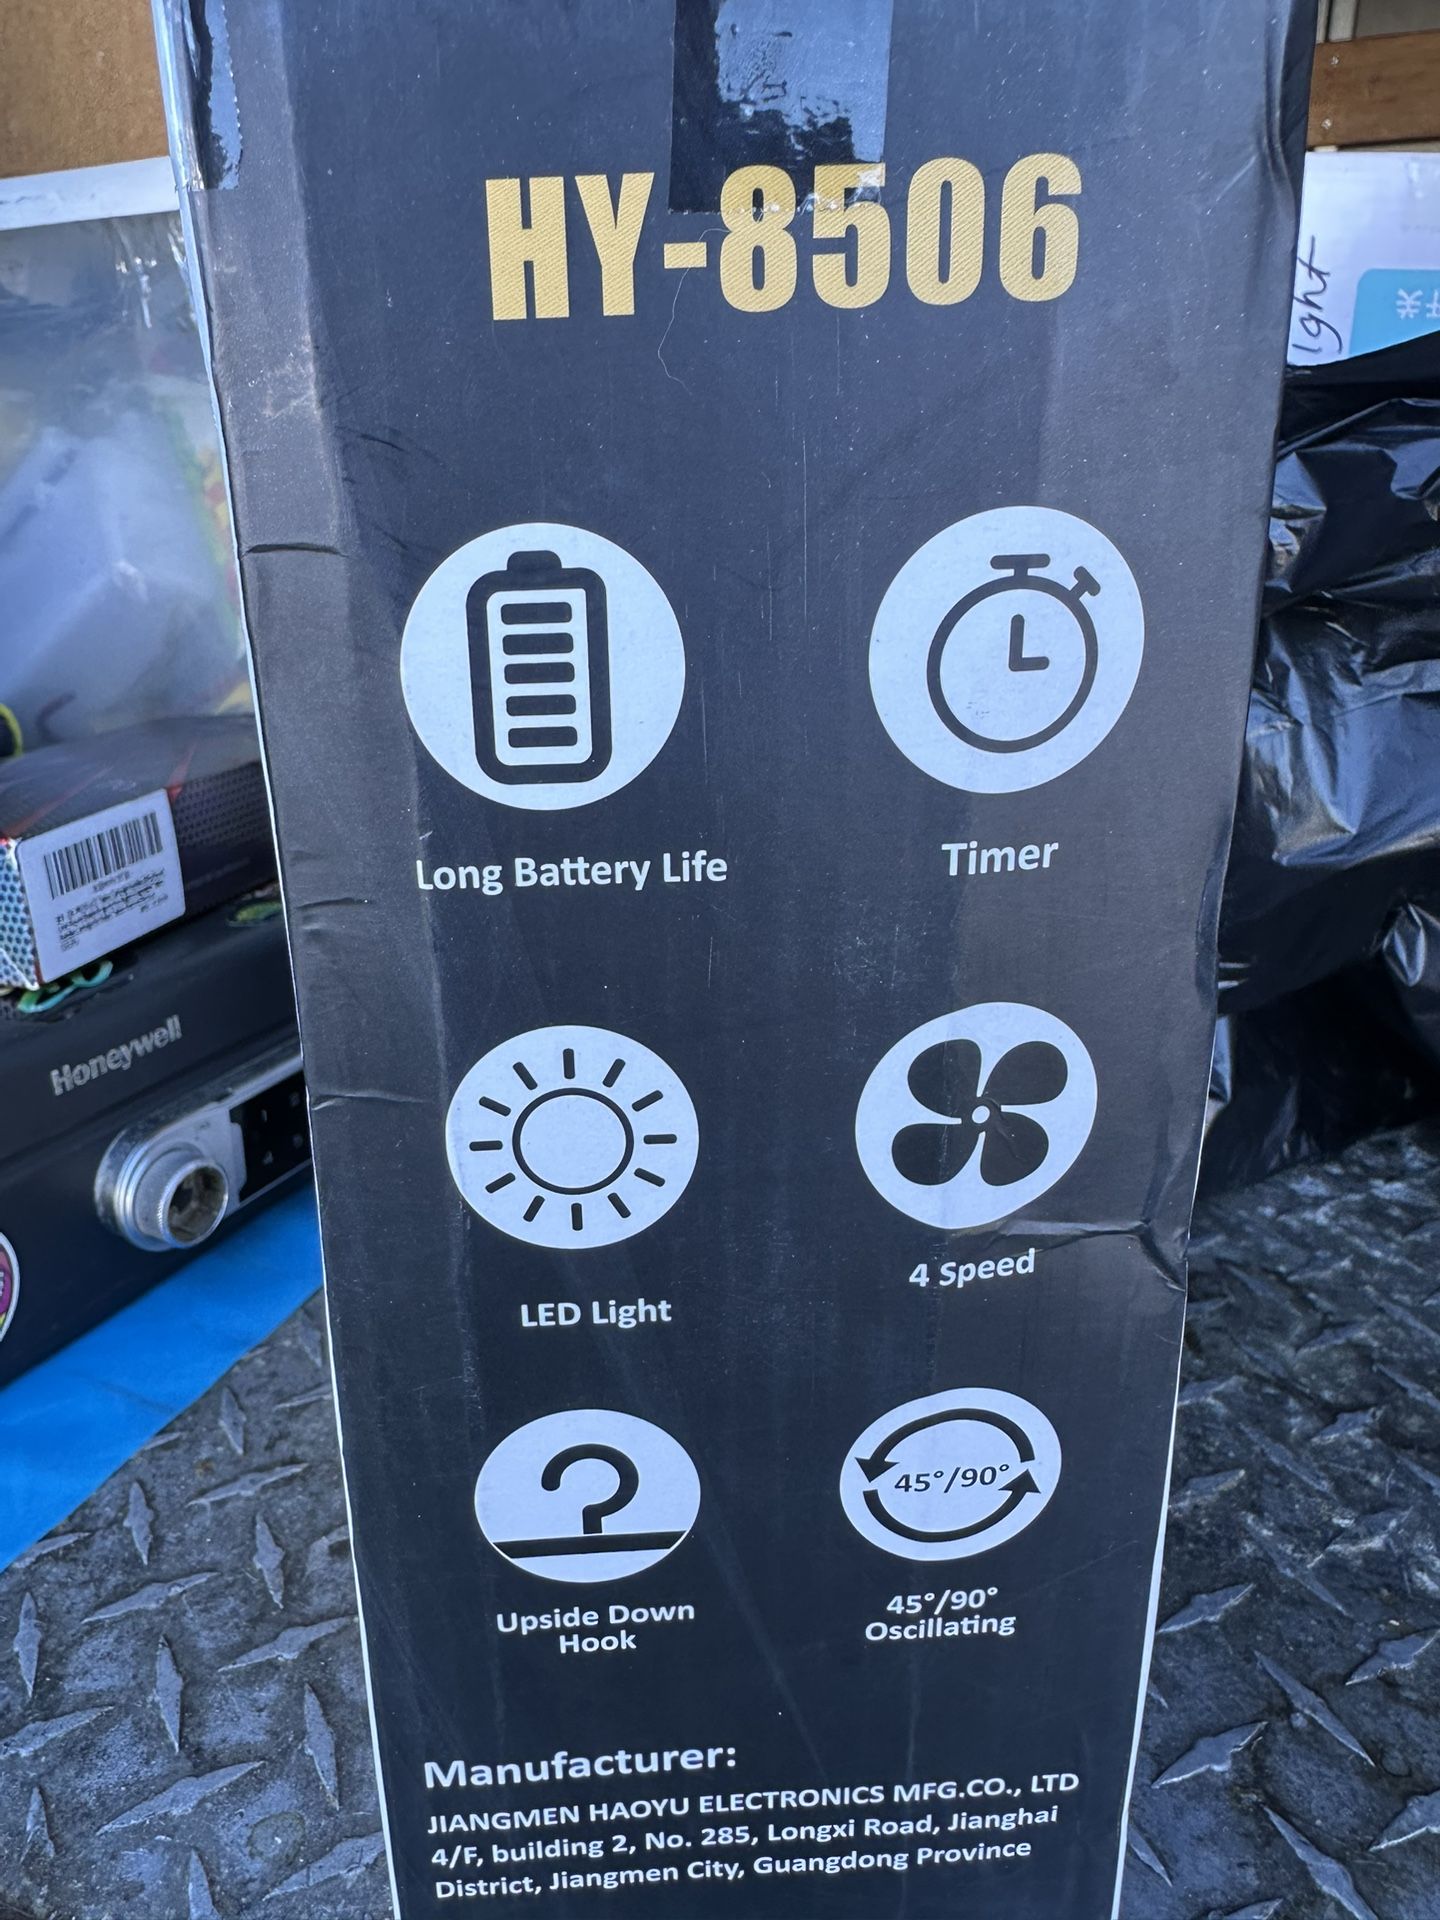 HY-8506
ight
Long Battery Life
Timer
Honeywell
LED Light
4 Speed
45°/90°
Upside Down
Hook
45°/90°
Oscillating
Manufacturer:
JIANGMEN HAOYU ELECTRONICS MFG.CO., LTD
4/F, building 2, No. 285, Longxi Road, Jianghai
District, Jiangmen City, Guangdong Province